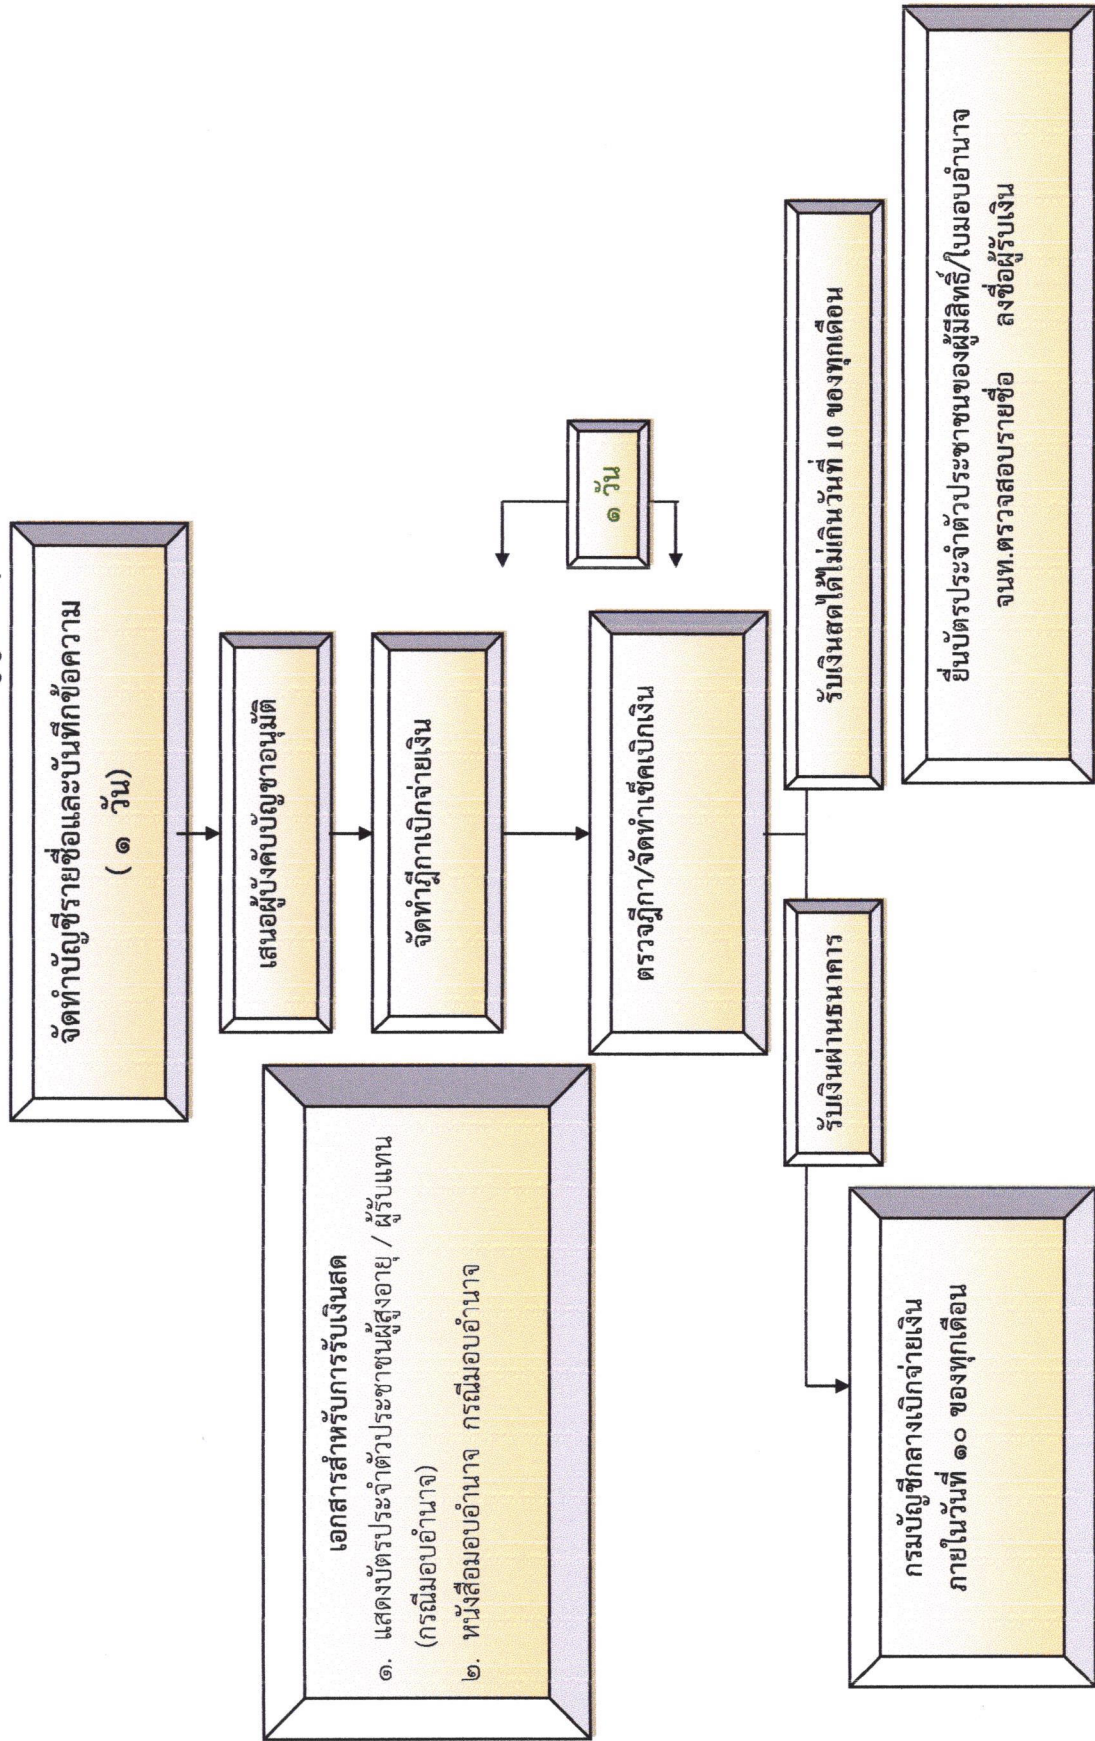 จัดทำบัญชีรายชื่อและบันทึกข้อความ
( ๑ วัน)
เสนอผู้บังคับบัญชาอนุมัติ
จัดทำฎีกาเบิกจ่ายเงิน
๑ วัน
ตรวจฎีกา/จัดทำเช็คเบิกเงิน
เอกสารสำหรับการรับเงินสด
๑. แสดงบัตรประจำตัวประชาชนผู้สูงอายุ / ผู้รับแทน
(กรณีมอบอำนาจ)
๒. หนังสือมอบอำนาจ กรณีมอบอำนาจ
รับเงินผ่านธนาคาร
รับเงินสดได้ไม่เกินวันที่ 10 ของทุกเดือน
กรมบัญชีกลางเบิกจ่ายเงิน
ภายในวันที่ ๑๐ ของทุกเดือน
ยื่นบัตรประจำตัวประชาชนของผู้มีสิทธิ์/ใบมอบอำนาจ
จนท.ตรวจสอบรายชื่อ ลงชื่อผู้รับเงิน